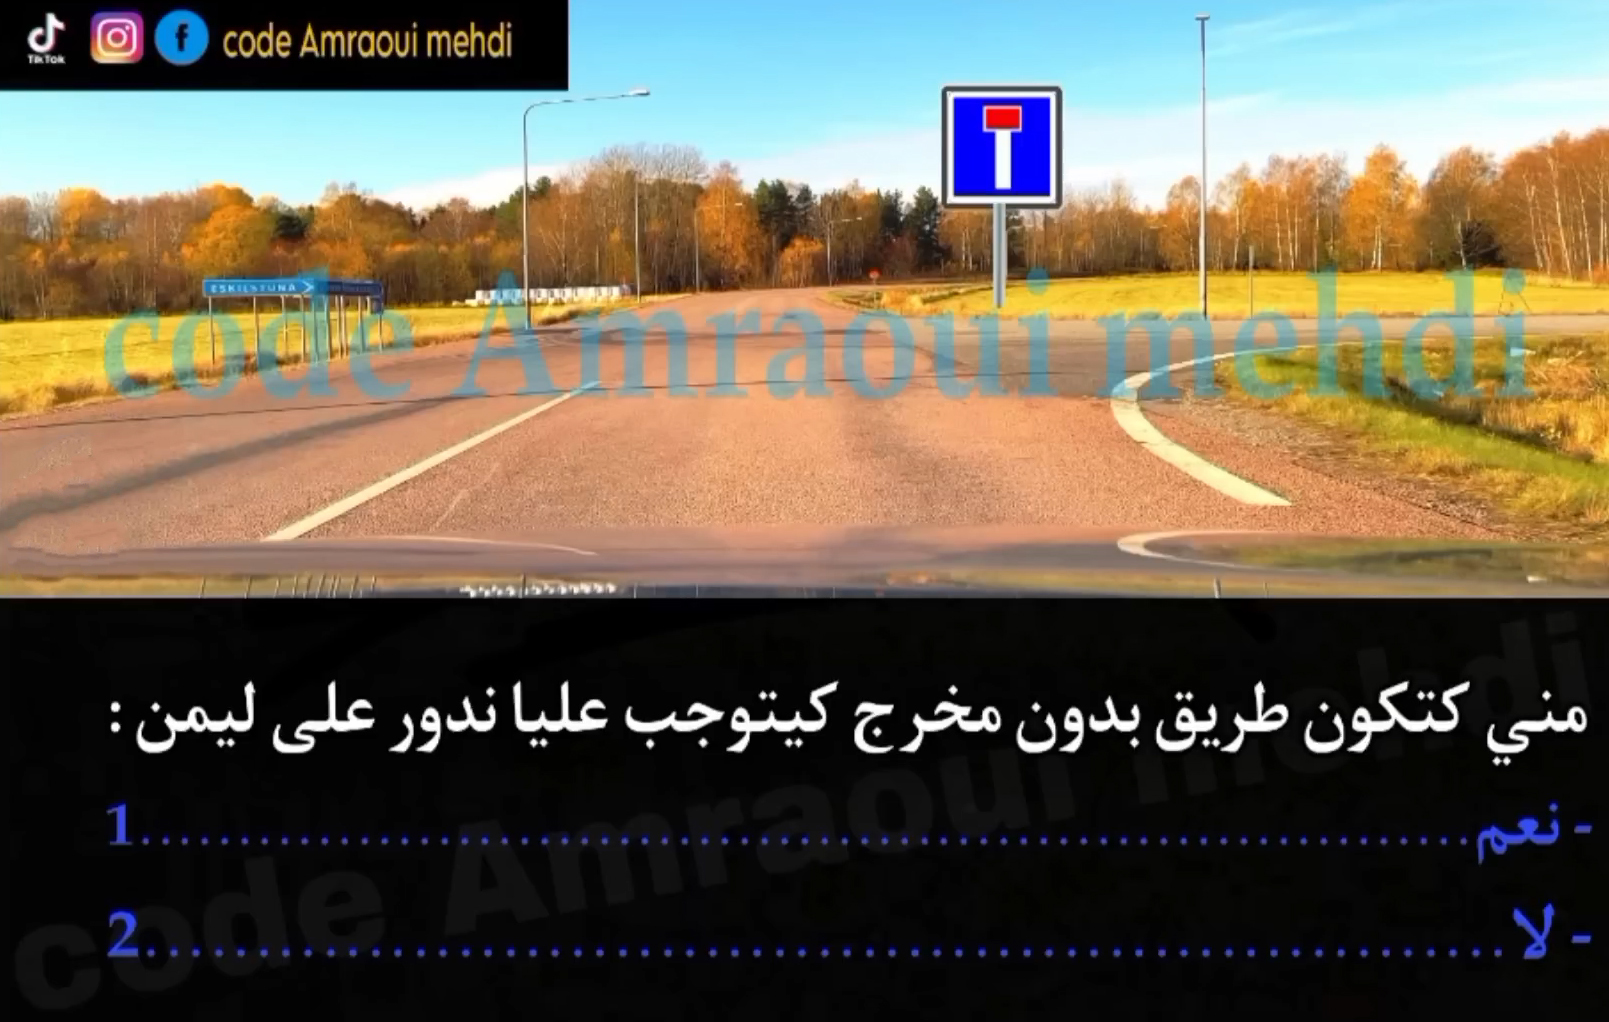 TikTok
code Amraoui mehdi
ESKILSTUNA
code Amraoui mehdi
مني كتكون طريق بدون مخرج كيتوجب عليا ندور على ليمن :
- نعم......................................................................1
- لا......................................................................2
code Amraoui mehdi